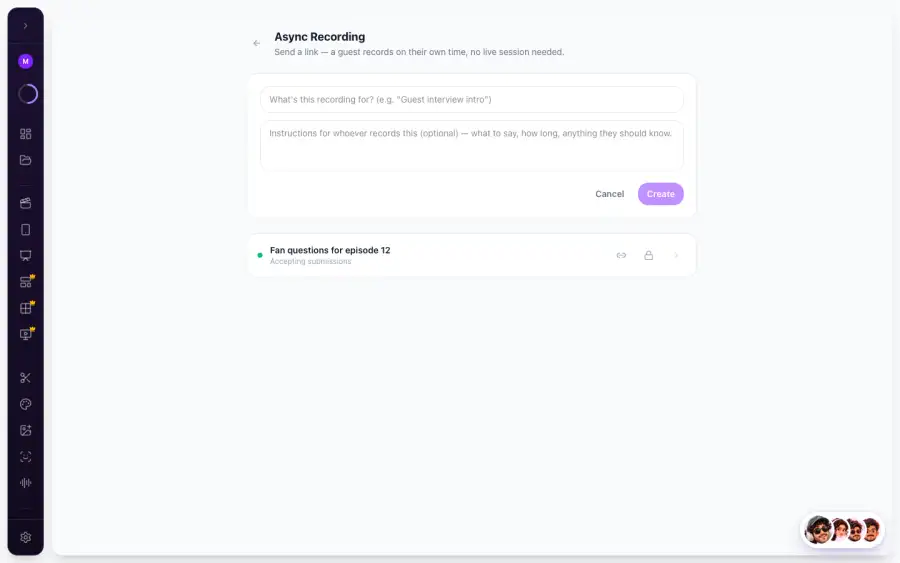 Async Recording
Send a link — a guest records on their own time, no live session needed.
M
What's this recording for? (e.g. "Guest interview intro")
Instructions for whoever records this (optional) — what to say, how long, anything they should know.
Cancel
Create
Fan questions for episode 12
Accepting submissions